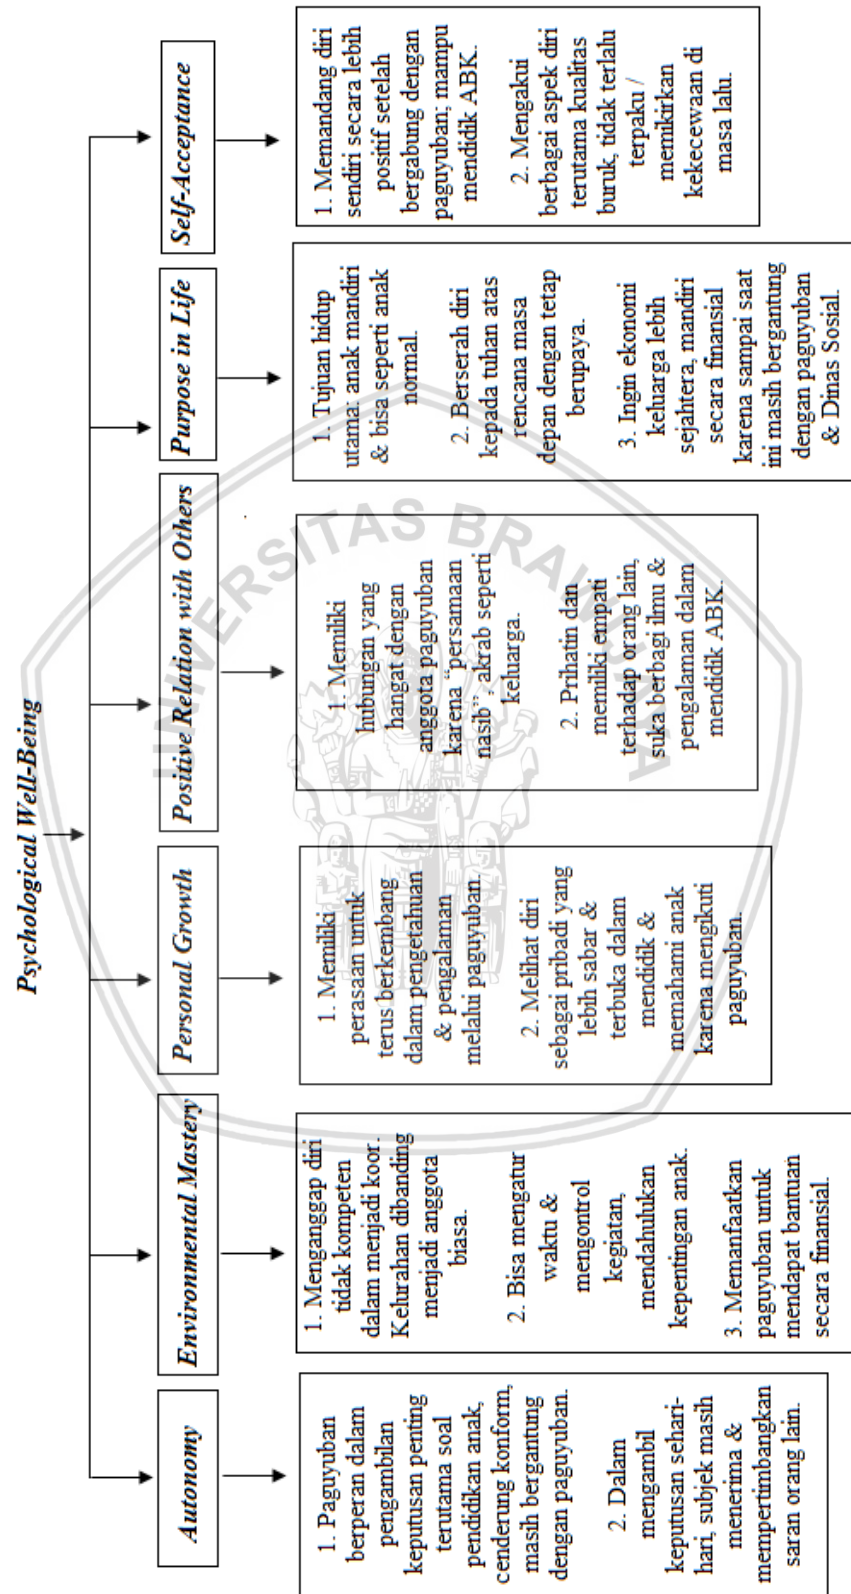 Psychological Well-Being
Autonomy
1. Paguyuban
berperan dalam
pengambilan
keputusan penting
terutama soal
pendidikan anak,
cenderung konform,
masih bergantung
dengan paguyuban.
2. Dalam
mengambil
keputusan sehari-
hari, subjek masih
menerima &
mempertimbangkan
saran orang lain.
Environmental Mastery
1. Menganggap diri
tidak kompeten
dalam menjadi koor.
Kelurahan dibanding
menjadi anggota
biasa.
2. Bisa mengatur
waktu &
mengontrol
kegiatan,
mendahulukan
kepentingan anak.
3. Memanfaatkan
paguyuban untuk
mendapat bantuan
secara finansial.
Personal Growth
1. Memiliki
perasaan untuk
terus berkembang
dalam pengetahuan
& pengalaman
melalui paguyuban.
2. Melihat diri
sebagai pribadi yang
lebih sabar &
terbuka dalam
mendidik &
memahami anak
karena mengikuti
paguyuban.
Positive Relation with Others
1. Memiliki
hubungan yang
hangat dengan
anggota paguyuban
karena “persamaan
nasib”, akrab seperti
keluarga.
2. Prihatin dan
memiliki empati
terhadap orang lain,
suka berbagi ilmu &
pengalaman dalam
mendidik ABK.
Purpose in Life
1. Tujuan hidup
utama: anak mandiri
& bisa seperti anak
normal.
2. Berserah diri
kepada tuhan atas
rencana masa
depan dengan tetap
berupaya.
3. Ingin ekonomi
keluarga lebih
sejahtera, mandiri
secara finansial
karena sampai saat
ini masih bergantung
dengan paguyuban
& Dinas Sosial.
Self-Acceptance
1. Memandang diri
sendiri secara lebih
positif setelah
bergabung dengan
paguyuban; mampu
mendidik ABK.
2. Mengakui
berbagai aspek diri
terutama kualitas
buruk, tidak terlalu
terpaku /
memikirkan
kekecewaan di
masa lalu.
UNIVERSITAS BRAWIJAYA